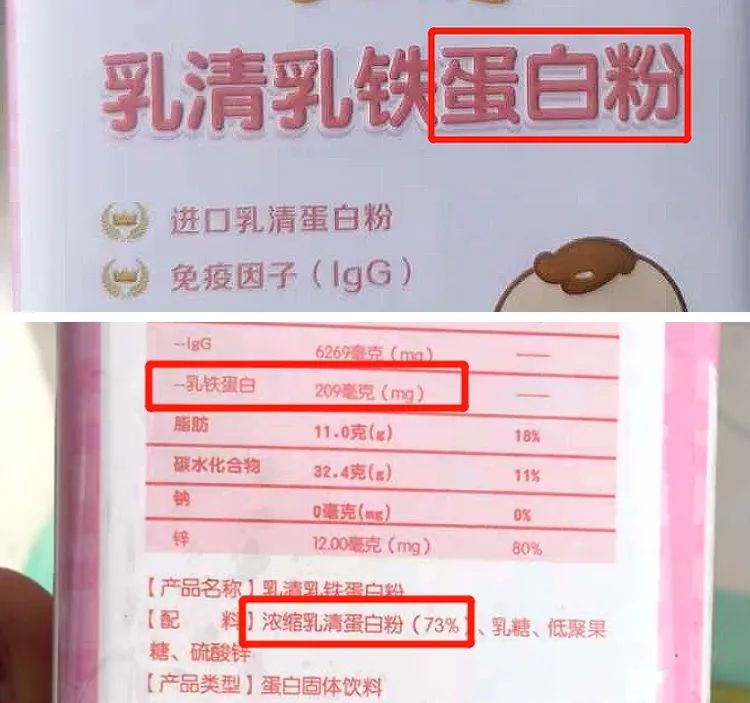 乳清乳铁蛋白粉
进口乳清蛋白粉
免疫因子(IgG)
--IgG 6269毫克(mg) ——
--乳铁蛋白 209毫克(mg) ——
脂肪 11.0克(g) 18%
碳水化合物 32.4克(g) 11%
钠 0毫克(mg) 0%
锌 12.00毫克(mg) 80%
【产品名称】乳清乳铁蛋白粉
【配 料】浓缩乳清蛋白粉(73%)、乳糖、低聚果
糖、硫酸锌
【产品类型】蛋白固体饮料